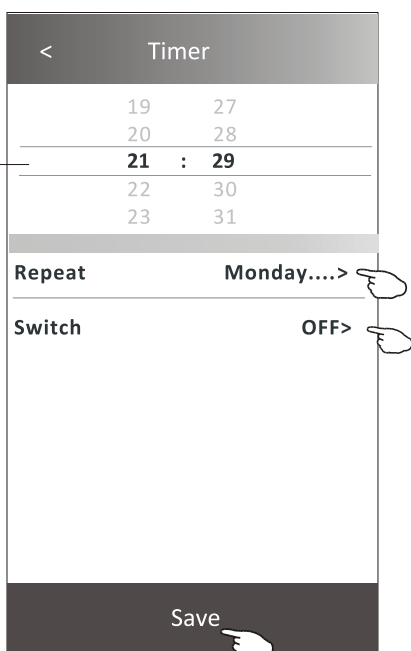 < Timer
19 27
20 28
21 : 29
22 30
23 31
Repeat Monday....>
Switch OFF>
Save